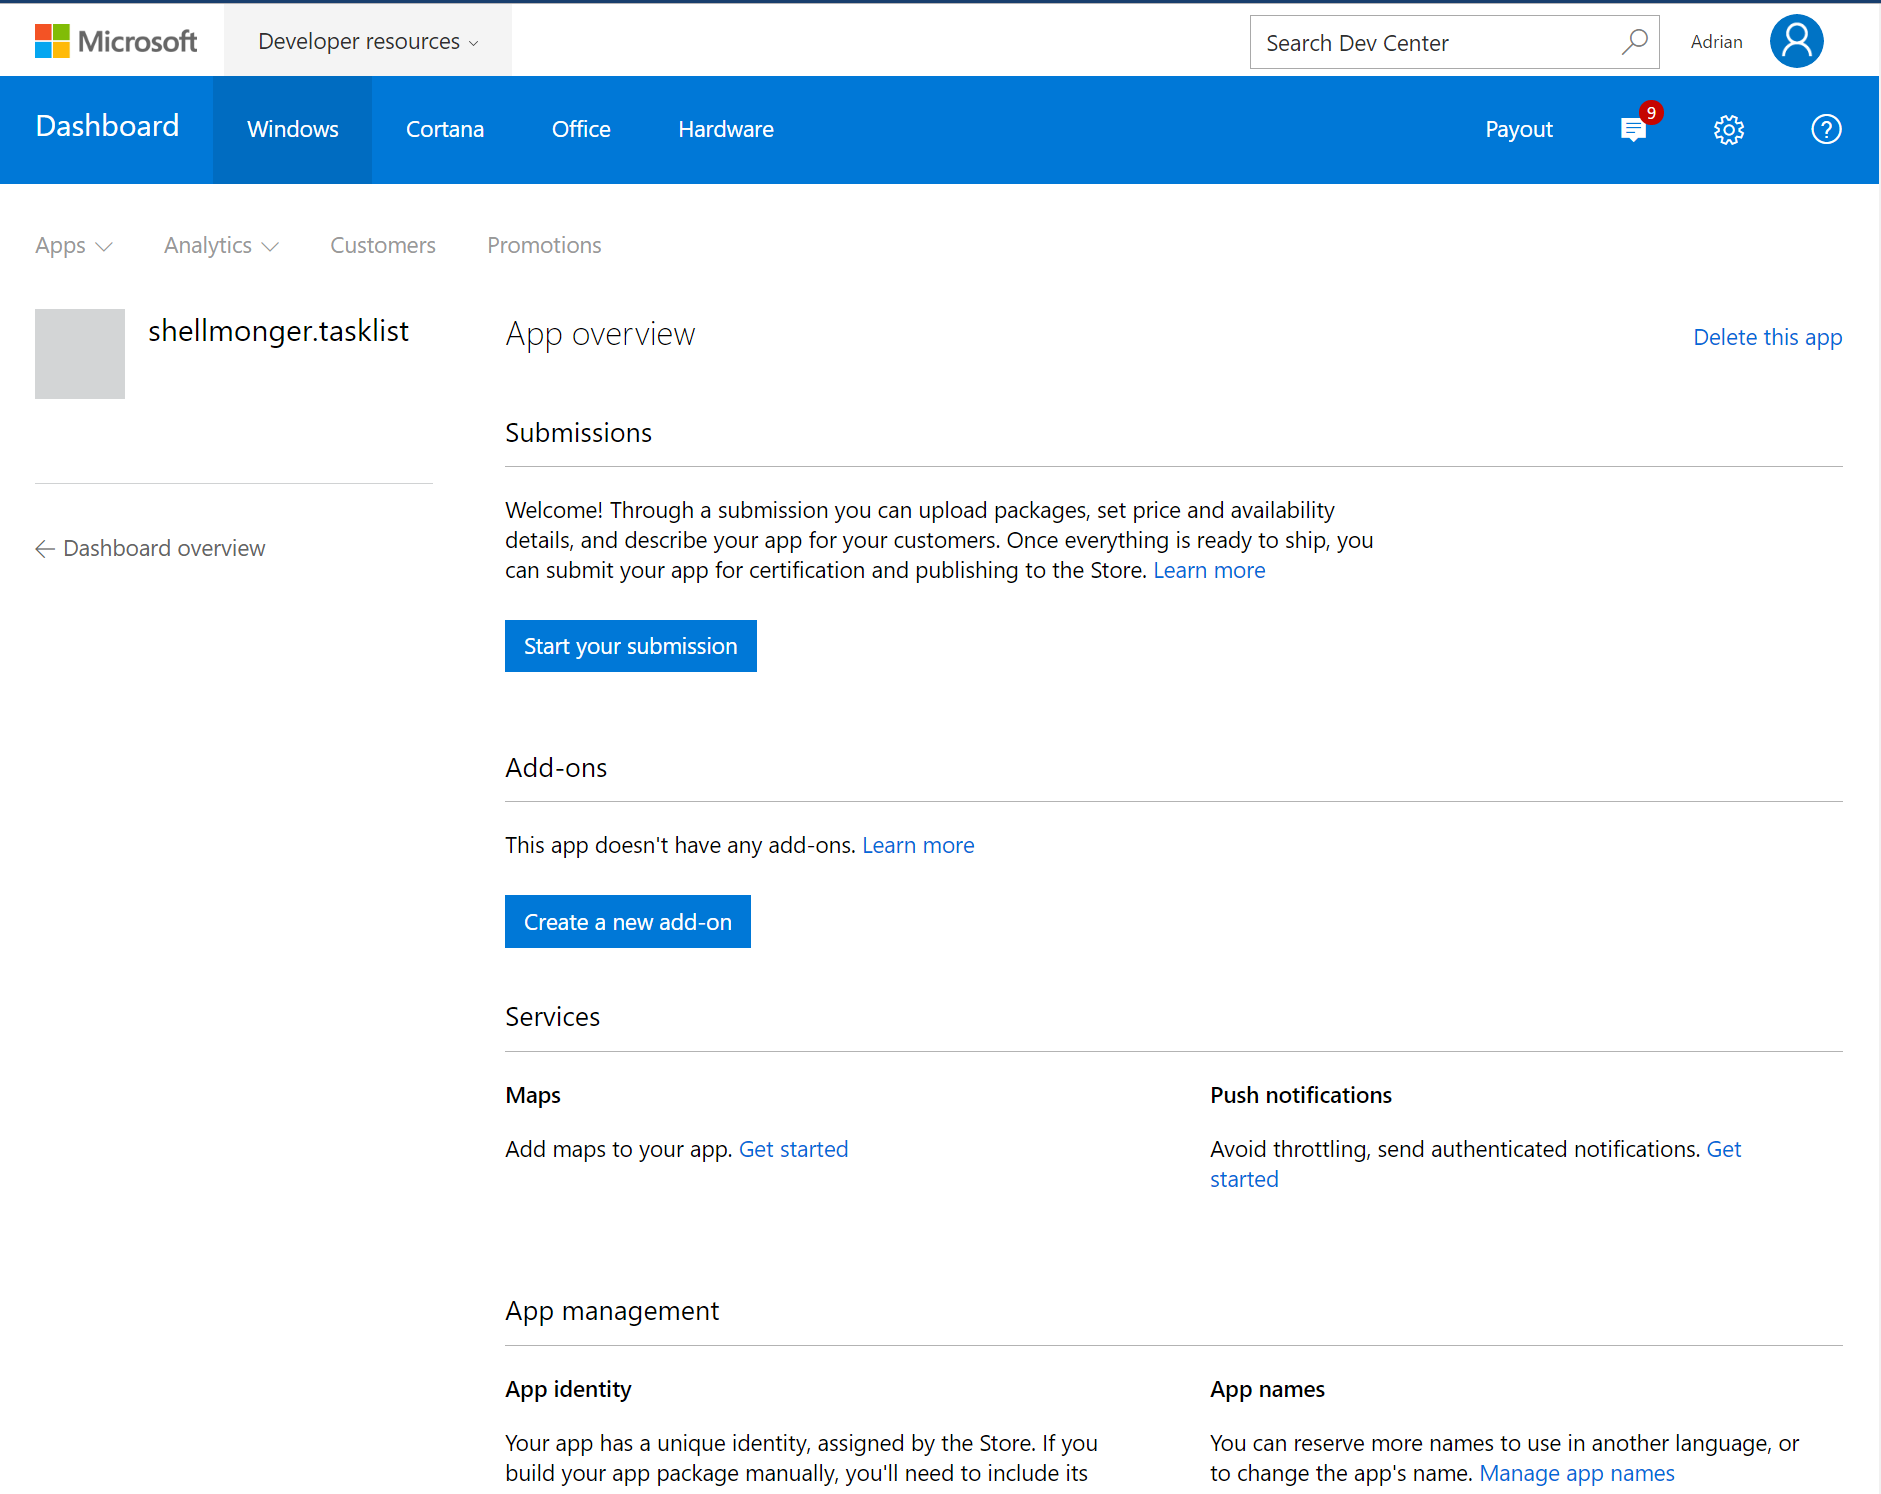 Microsoft
Developer resources
Search Dev Center
Adrian
Dashboard
Windows
Cortana
Office
Hardware
Payout
9
?
Apps
Analytics
Customers
Promotions
shellmonger.tasklist
Dashboard overview
App overview
Delete this app
Submissions
Welcome! Through a submission you can upload packages, set price and availability
details, and describe your app for your customers. Once everything is ready to ship, you
can submit your app for certification and publishing to the Store. Learn more
Start your submission
Add-ons
This app doesn't have any add-ons. Learn more
Create a new add-on
Services
Maps
Add maps to your app. Get started
Push notifications
Avoid throttling, send authenticated notifications. Get
started
App management
App identity
Your app has a unique identity, assigned by the Store. If you
build your app package manually, you'll need to include its
App names
You can reserve more names to use in another language, or
to change the app's name. Manage app names